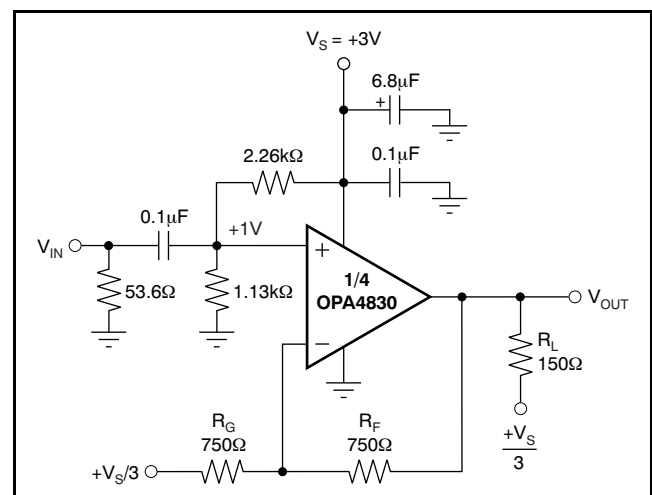 V_S = +3V
6.8μF
+
2.26kΩ
0.1μF
0.1μF
+1V
V_IN
+
1/4
OPA4830
53.6Ω
1.13kΩ
V_OUT
−
R_L
150Ω
R_G
750Ω
R_F
750Ω
+V_S
3
+V_S/3